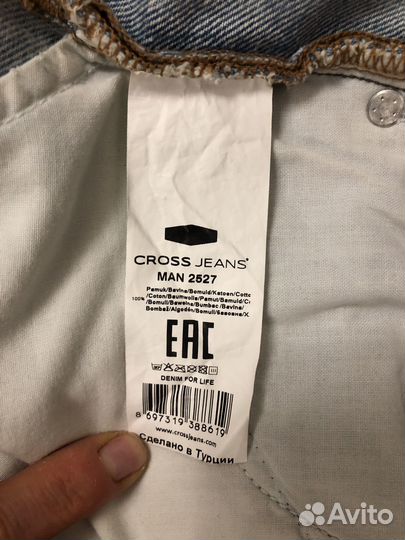 CROSS JEANS®
MAN 2527
Pamuk/Bavlna/Bomuld/Katoen/Cotto
100% /Coton/Baumwolle/Pamut/Bamuld/C
/Bomull/Bawełna/Bumbac/Bavlna/
Bombaž/Algodón/Bomull/бавовна/X
EAC
DENIM FOR LIFE
8 697319 388619
www.crossjeans.com
Сделано в Турции
Avito